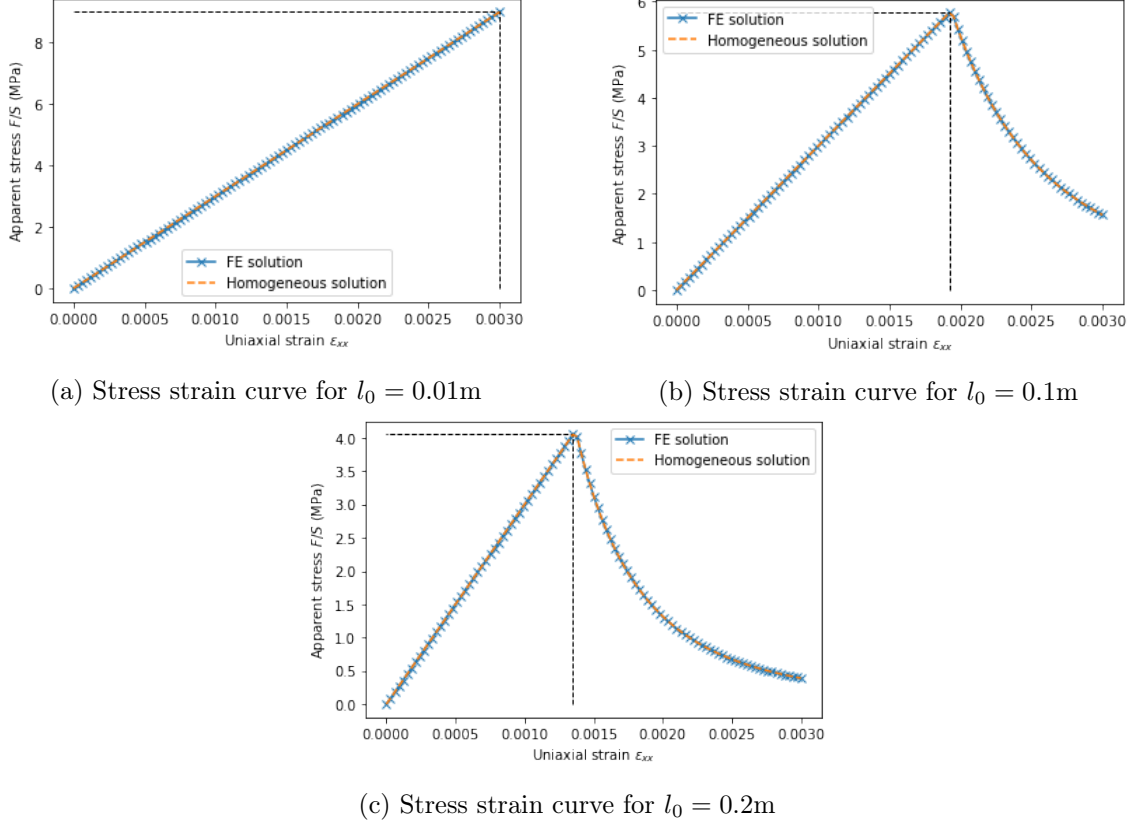 8
6
4
2
0
Apparent stress F/S (MPa)
FE solution
Homogeneous solution
0.0000 0.0005 0.0010 0.0015 0.0020 0.0025 0.0030
Uniaxial strain εxx
(a) Stress strain curve for l₀ = 0.01m
6
5
4
3
2
1
0
Apparent stress F/S (MPa)
FE solution
Homogeneous solution
0.0000 0.0005 0.0010 0.0015 0.0020 0.0025 0.0030
Uniaxial strain εxx
(b) Stress strain curve for l₀ = 0.1m
4.0
3.5
3.0
2.5
2.0
1.5
1.0
0.5
0.0
Apparent stress F/S (MPa)
FE solution
Homogeneous solution
0.0000 0.0005 0.0010 0.0015 0.0020 0.0025 0.0030
Uniaxial strain εxx
(c) Stress strain curve for l₀ = 0.2m